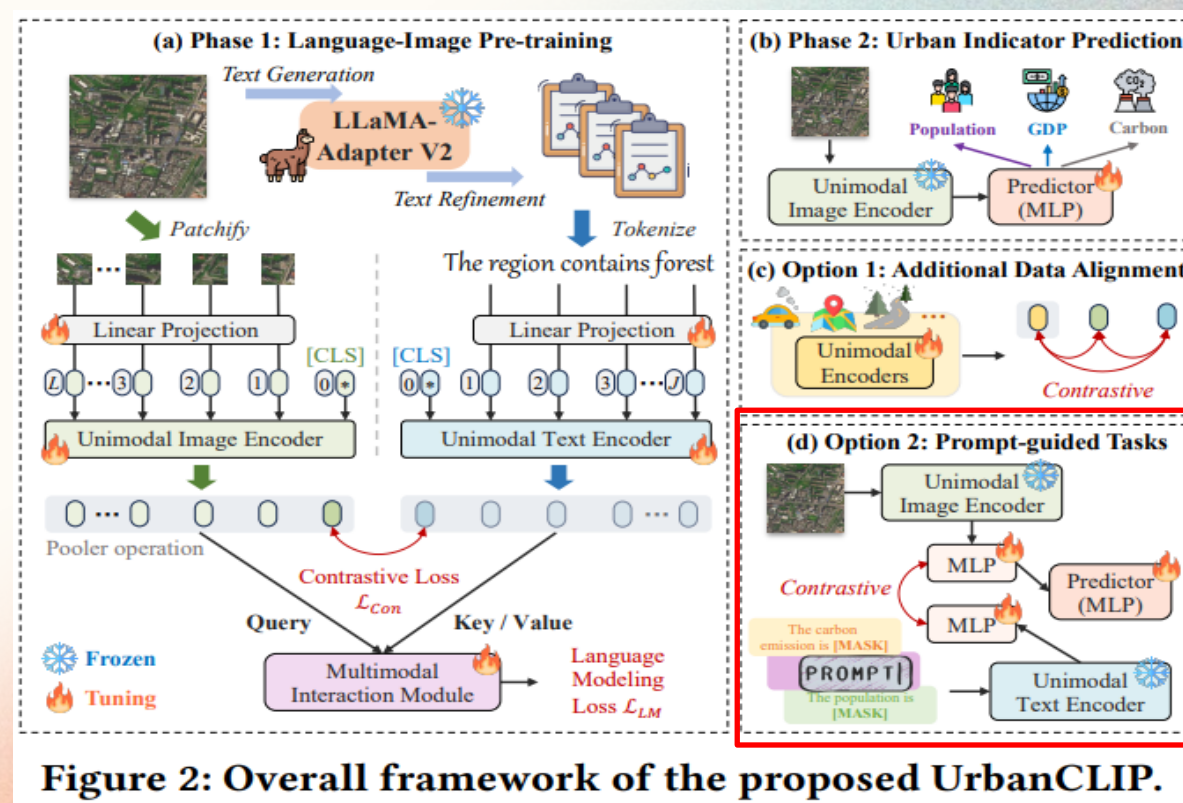 (a) Phase 1: Language-Image Pre-training
Text Generation
LLaMA-
Adapter V2
Text Refinement
i
Patchify
Tokenize
...
The region contains forest
Linear Projection
Linear Projection
[CLS]
[CLS]
L ... 3 2 1 0 *
0 * 1 2 3 ... J
Unimodal Image Encoder
Unimodal Text Encoder
...
...
Pooler operation
Contrastive Loss
𝓛Con
Query
Key / Value
Frozen
Tuning
Multimodal
Interaction Module
Language
Modeling
Loss 𝓛LM
(b) Phase 2: Urban Indicator Prediction
CO2
Population
GDP
Carbon
Unimodal
Image Encoder
Predictor
(MLP)
(c) Option 1: Additional Data Alignment
...
Unimodal
Encoders
Contrastive
(d) Option 2: Prompt-guided Tasks
Unimodal
Image Encoder
MLP
Contrastive
Predictor
(MLP)
MLP
The carbon
emission is [MASK]
PROMPT|
The population is
[MASK]
Unimodal
Text Encoder
Figure 2: Overall framework of the proposed UrbanCLIP.